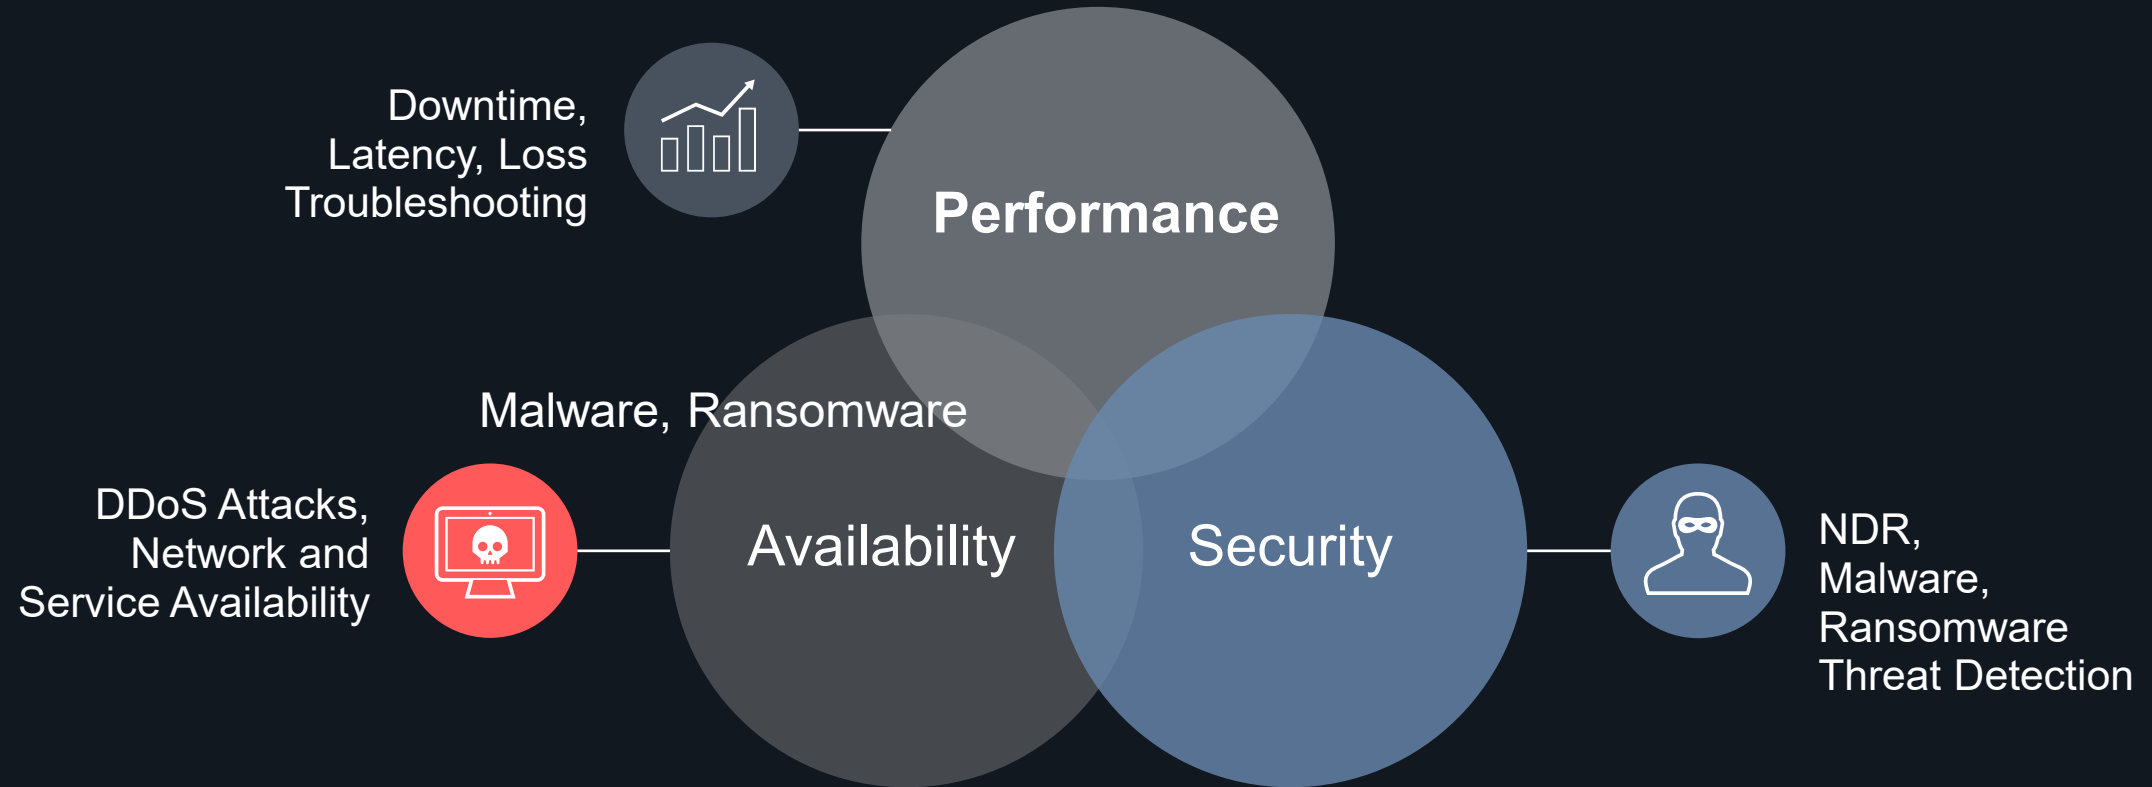 Downtime,
Latency, Loss
Troubleshooting
Performance
Malware, Ransomware
DDoS Attacks,
Network and
Service Availability
Availability
Security
NDR,
Malware,
Ransomware
Threat Detection